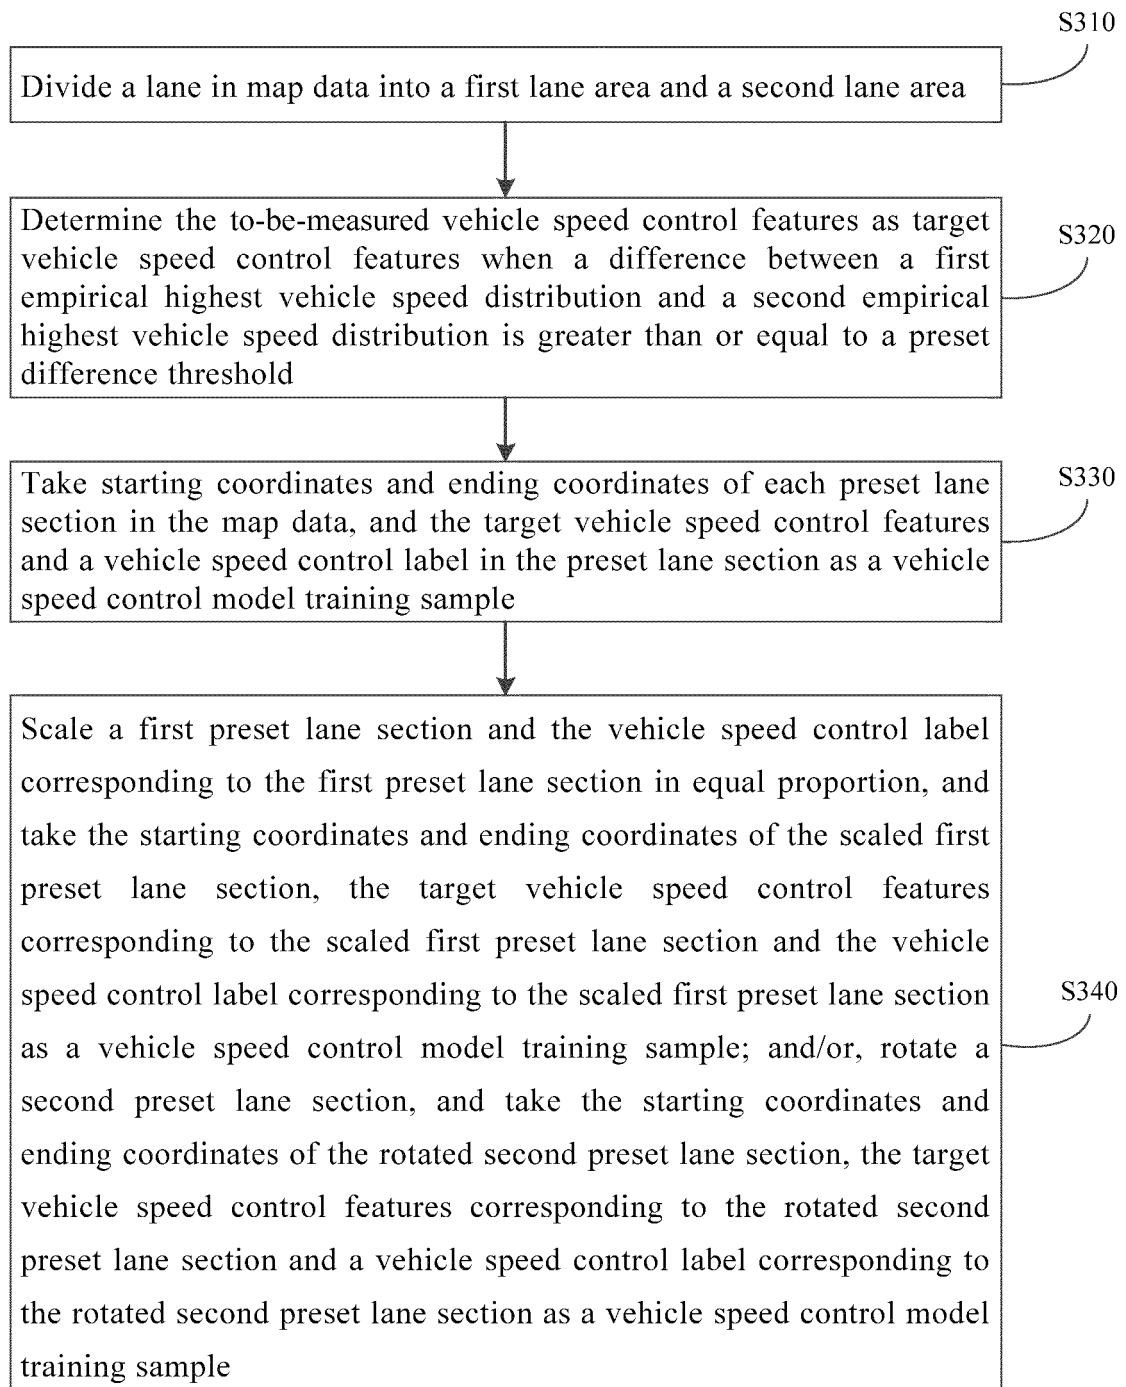 S310
Divide a lane in map data into a first lane area and a second lane area
Determine the to-be-measured vehicle speed control features as target
vehicle speed control features when a difference between a first
empirical highest vehicle speed distribution and a second empirical
highest vehicle speed distribution is greater than or equal to a preset
difference threshold
S320
Take starting coordinates and ending coordinates of each preset lane
section in the map data, and the target vehicle speed control features
and a vehicle speed control label in the preset lane section as a vehicle
speed control model training sample
S330
Scale a first preset lane section and the vehicle speed control label
corresponding to the first preset lane section in equal proportion, and
take the starting coordinates and ending coordinates of the scaled first
preset lane section, the target vehicle speed control features
corresponding to the scaled first preset lane section and the vehicle
speed control label corresponding to the scaled first preset lane section
as a vehicle speed control model training sample; and/or, rotate a
second preset lane section, and take the starting coordinates and
ending coordinates of the rotated second preset lane section, the target
vehicle speed control features corresponding to the rotated second
preset lane section and a vehicle speed control label corresponding to
the rotated second preset lane section as a vehicle speed control model
training sample
S340